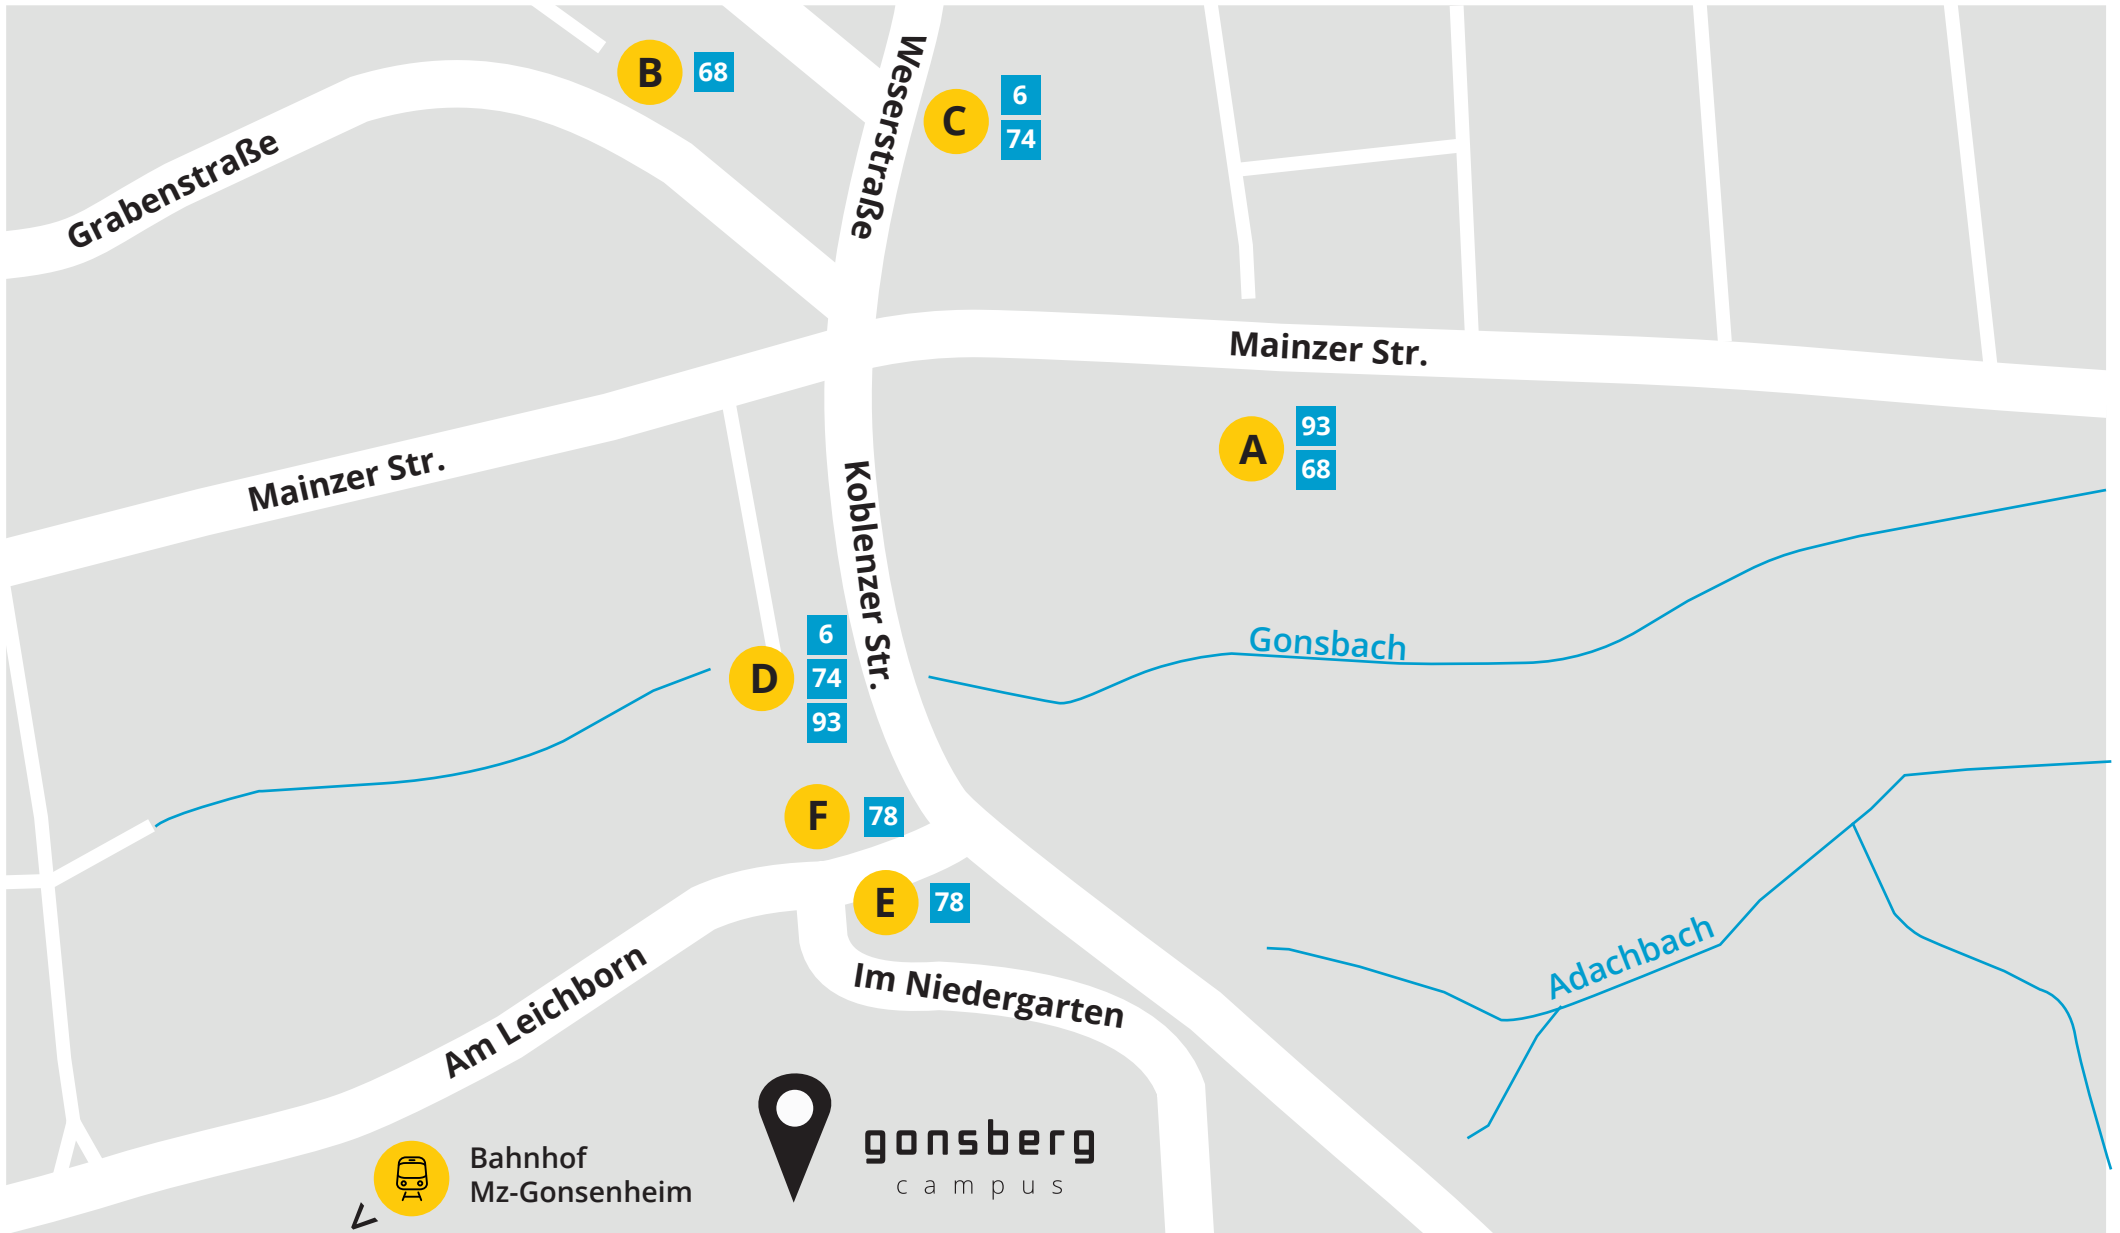 B
68
C
6
74
Weserstraße
Grabenstraße
Mainzer Str.
Mainzer Str.
A
93
68
Koblenzer Str.
D
6
74
93
Gonsbach
F
78
E
78
Adachbach
Am Leichborn
Im Niedergarten
Bahnhof
Mz-Gonsenheim
gonsberg
campus